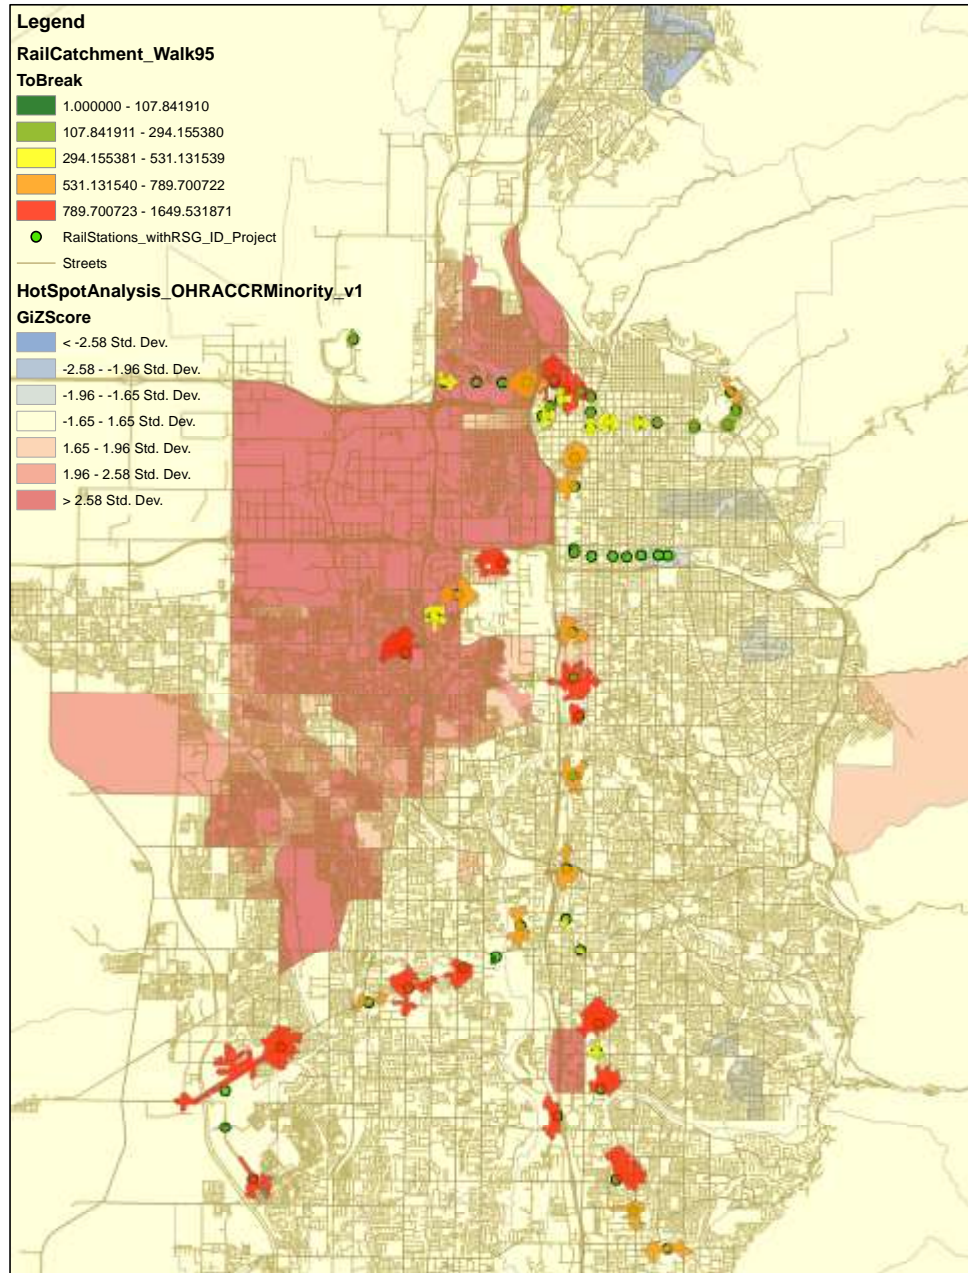 Legend
RailCatchment_Walk95
ToBreak
1.000000 - 107.841910
107.841911 - 294.155380
294.155381 - 531.131539
531.131540 - 789.700722
789.700723 - 1649.531871
RailStations_withRSG_ID_Project
Streets
HotSpotAnalysis_OHRACCRMinority_v1
GiZScore
< -2.58 Std. Dev.
-2.58 - -1.96 Std. Dev.
-1.96 - -1.65 Std. Dev.
-1.65 - 1.65 Std. Dev.
1.65 - 1.96 Std. Dev.
1.96 - 2.58 Std. Dev.
> 2.58 Std. Dev.